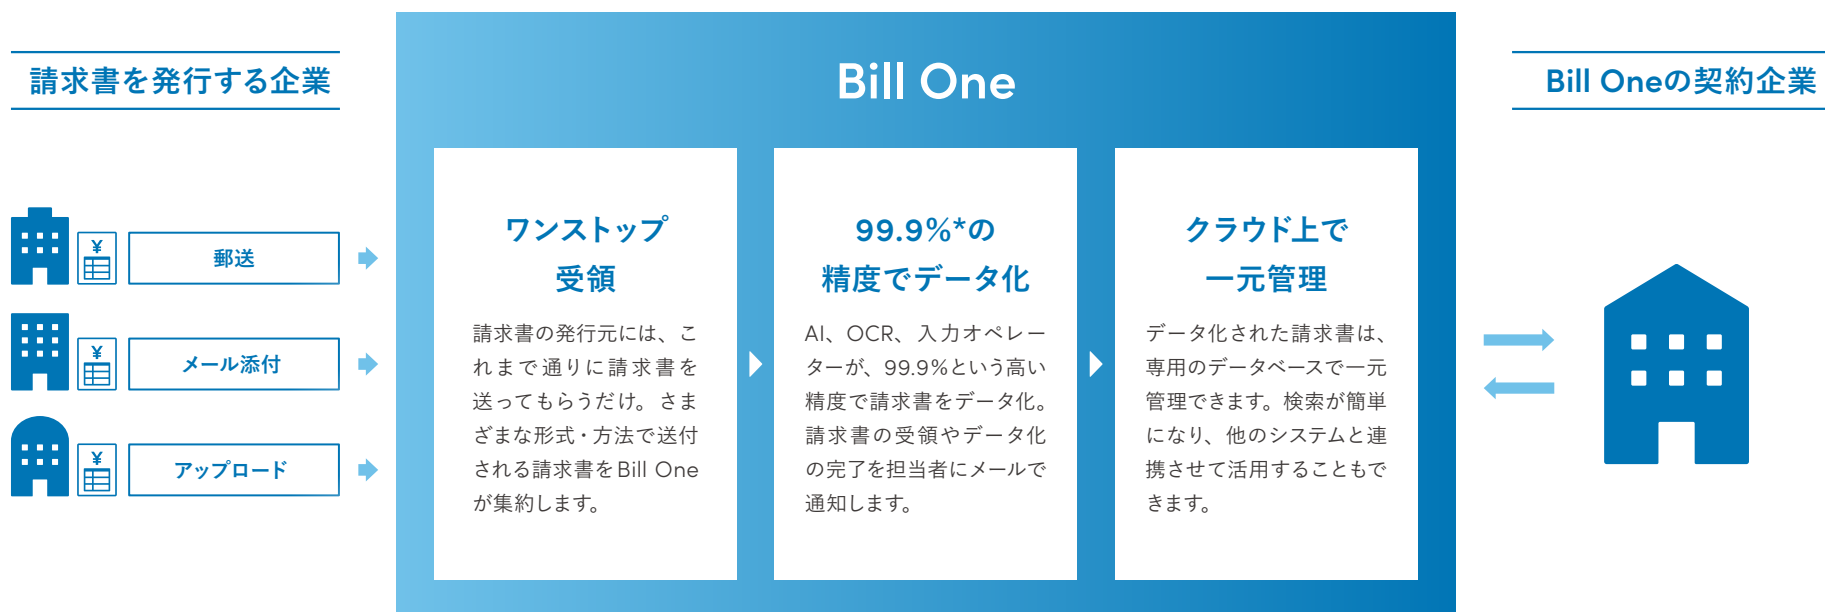 請求書を発行する企業
¥
郵送
¥
メール添付
¥
アップロード
Bill One
ワンストップ
受領
請求書の発行元には、こ
れまで通りに請求書を
送ってもらうだけ。さま
ざまな形式・方法で送付
される請求書をBill One
が集約します。
99.9%*の
精度でデータ化
AI、OCR、入力オペレー
ターが、99.9%という高い
精度で請求書をデータ化。
請求書の受領やデータ化
の完了を担当者にメールで
通知します。
クラウド上で
一元管理
データ化された請求書は、
専用のデータベースで一元
管理できます。検索が簡単
になり、他のシステムと連
携させて活用することもで
きます。
Bill Oneの契約企業